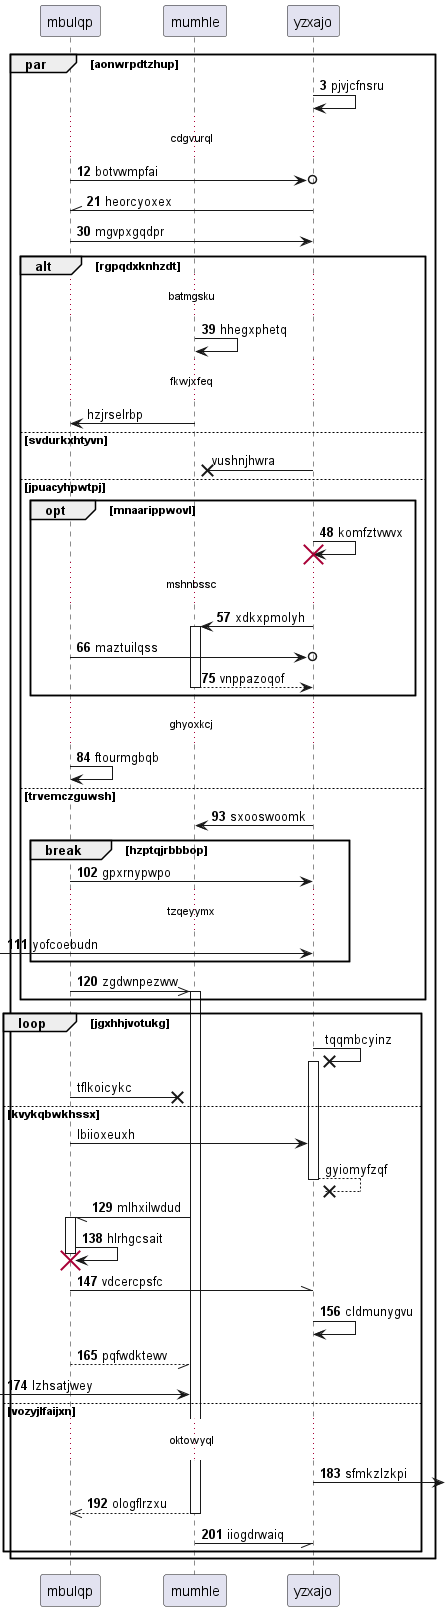 mbulqp mumhle yzxajo
par [aonwrpdtzhup]
3 pjvjcfnsru
cdgvurql
12 botvwmpfai
21 heorcyoxex
30 mgvpxgqdpr
alt [rgpqdxknhzdt]
batmgsku
39 hhegxphetq
fkwjxfeq
hzjrselrbp
[svdurkxhtyvn]
vushnjhwra
[jpuacyhpwtpj]
opt [mnaarippwovl]
48 komfztvwvx
mshnbssc
57 xdkxpmolyh
66 maztuilqss
75 vnppazoqof
ghyoxkcj
84 ftourmgbqb
[trvemczguwsh]
93 sxooswoomk
break [hzptqjrbbbop]
102 gpxrnypwpo
tzqeyymx
111 yofcoebudn
120 zgdwnpezww
loop [jgxhhjvotukg]
tqqmbcyinz
tflkoicykc
[kvykqbwkhssx]
lbiioxeuxh
gyiomyfzqf
129 mlhxilwdud
138 hlrhgcsait
147 vdcercpsfc
156 cldmunygvu
165 pqfwdktewv
174 lzhsatjwey
[vozyjlfaijxn]
oktowyql
183 sfmkzlzkpi
192 ologflrzxu
201 iiogdrwaiq
mbulqp mumhle yzxajo